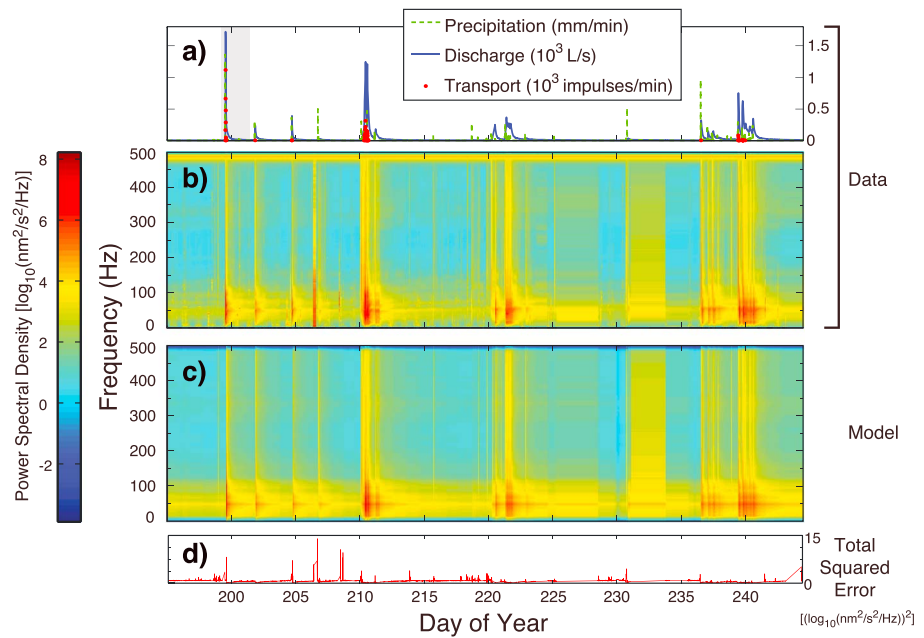 a)
Precipitation (mm/min)
Discharge (10³ L/s)
Transport (10³ impulses/min)
1.5
1
0.5
0
Data
b)
500
400
300
200
100
0
Frequency (Hz)
Power Spectral Density [log₁₀(nm²/s²/Hz)]
8
6
4
2
0
-2
c)
500
400
300
200
100
0
Model
d)
15
0
Total
Squared
Error
[(log₁₀(nm²/s²/Hz))²]
200 205 210 215 220 225 230 235 240
Day of Year